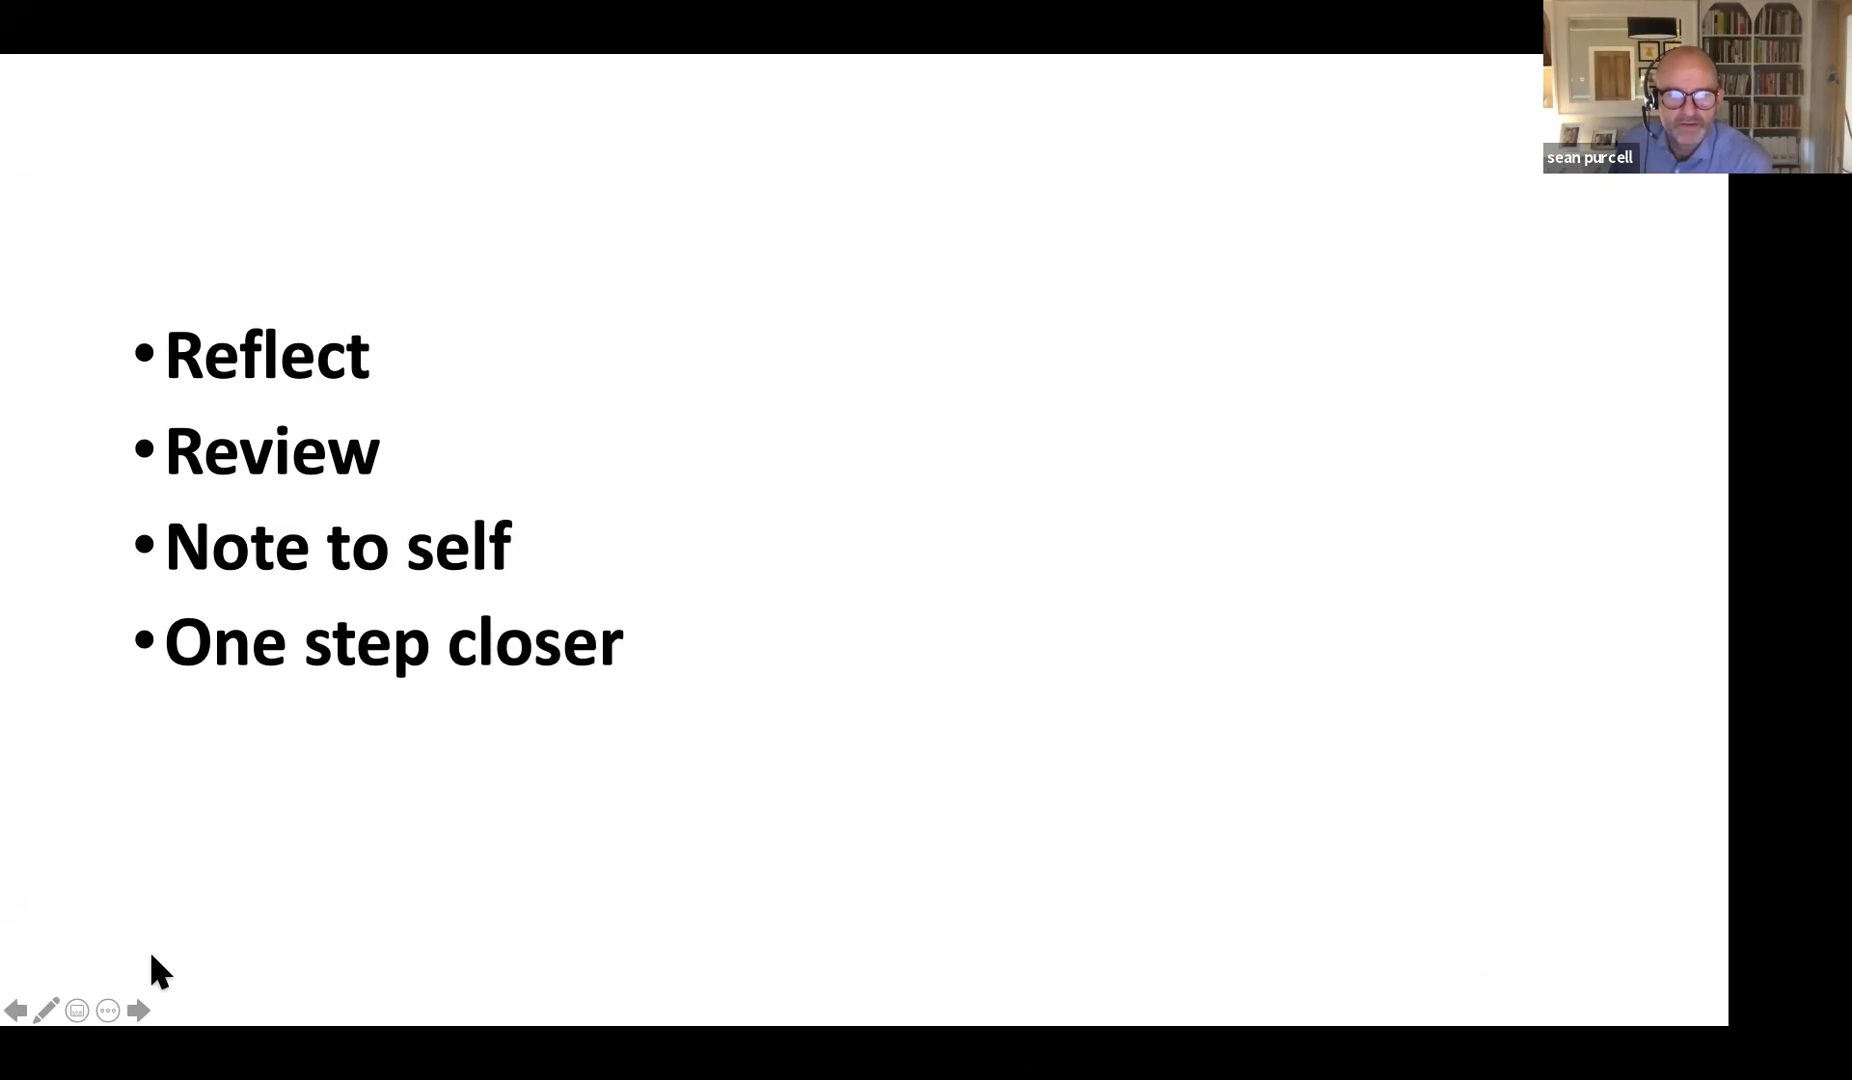 sean purcell
• Reflect
• Review
• Note to self
• One step closer